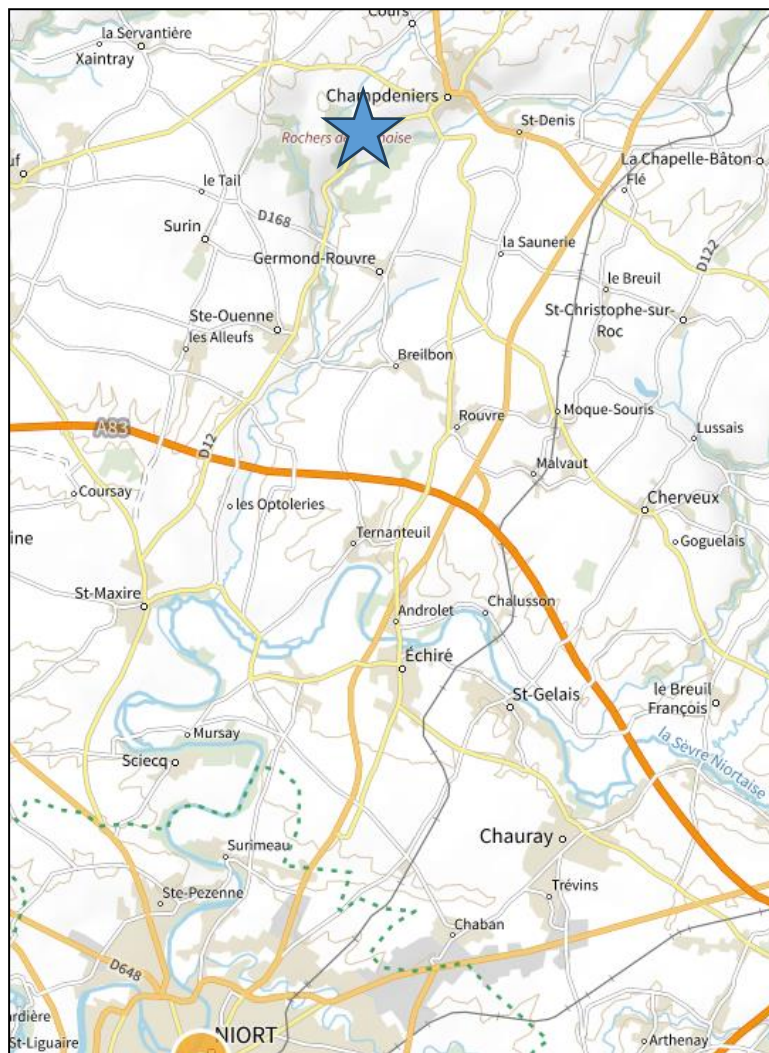 Cours
la Servantière
Xaintray
Champdeniers
St-Denis
La Chapelle-Bâton
Flé
le Tail
Surin
D168
Germond-Rouvre
la Saunerie
D122
le Breuil
St-Christophe-sur-
Roc
Ste-Ouenne
les Alleufs
Breilbon
Rouvre
Moque-Souris
A83
D12
Lussais
Malvaut
Coursay
les Optoleries
Cherveux
Ternanteuil
Goguelais
St-Maxire
Androlet
Chalusson
Échiré
St-Gelais
le Breuil
François
la Sèvre Niortaise
Mursay
Sciecq
Surimeau
Chauray
Ste-Pezenne
Trévins
Chaban
D648
NIORT
St-Liguaire
Arthenay